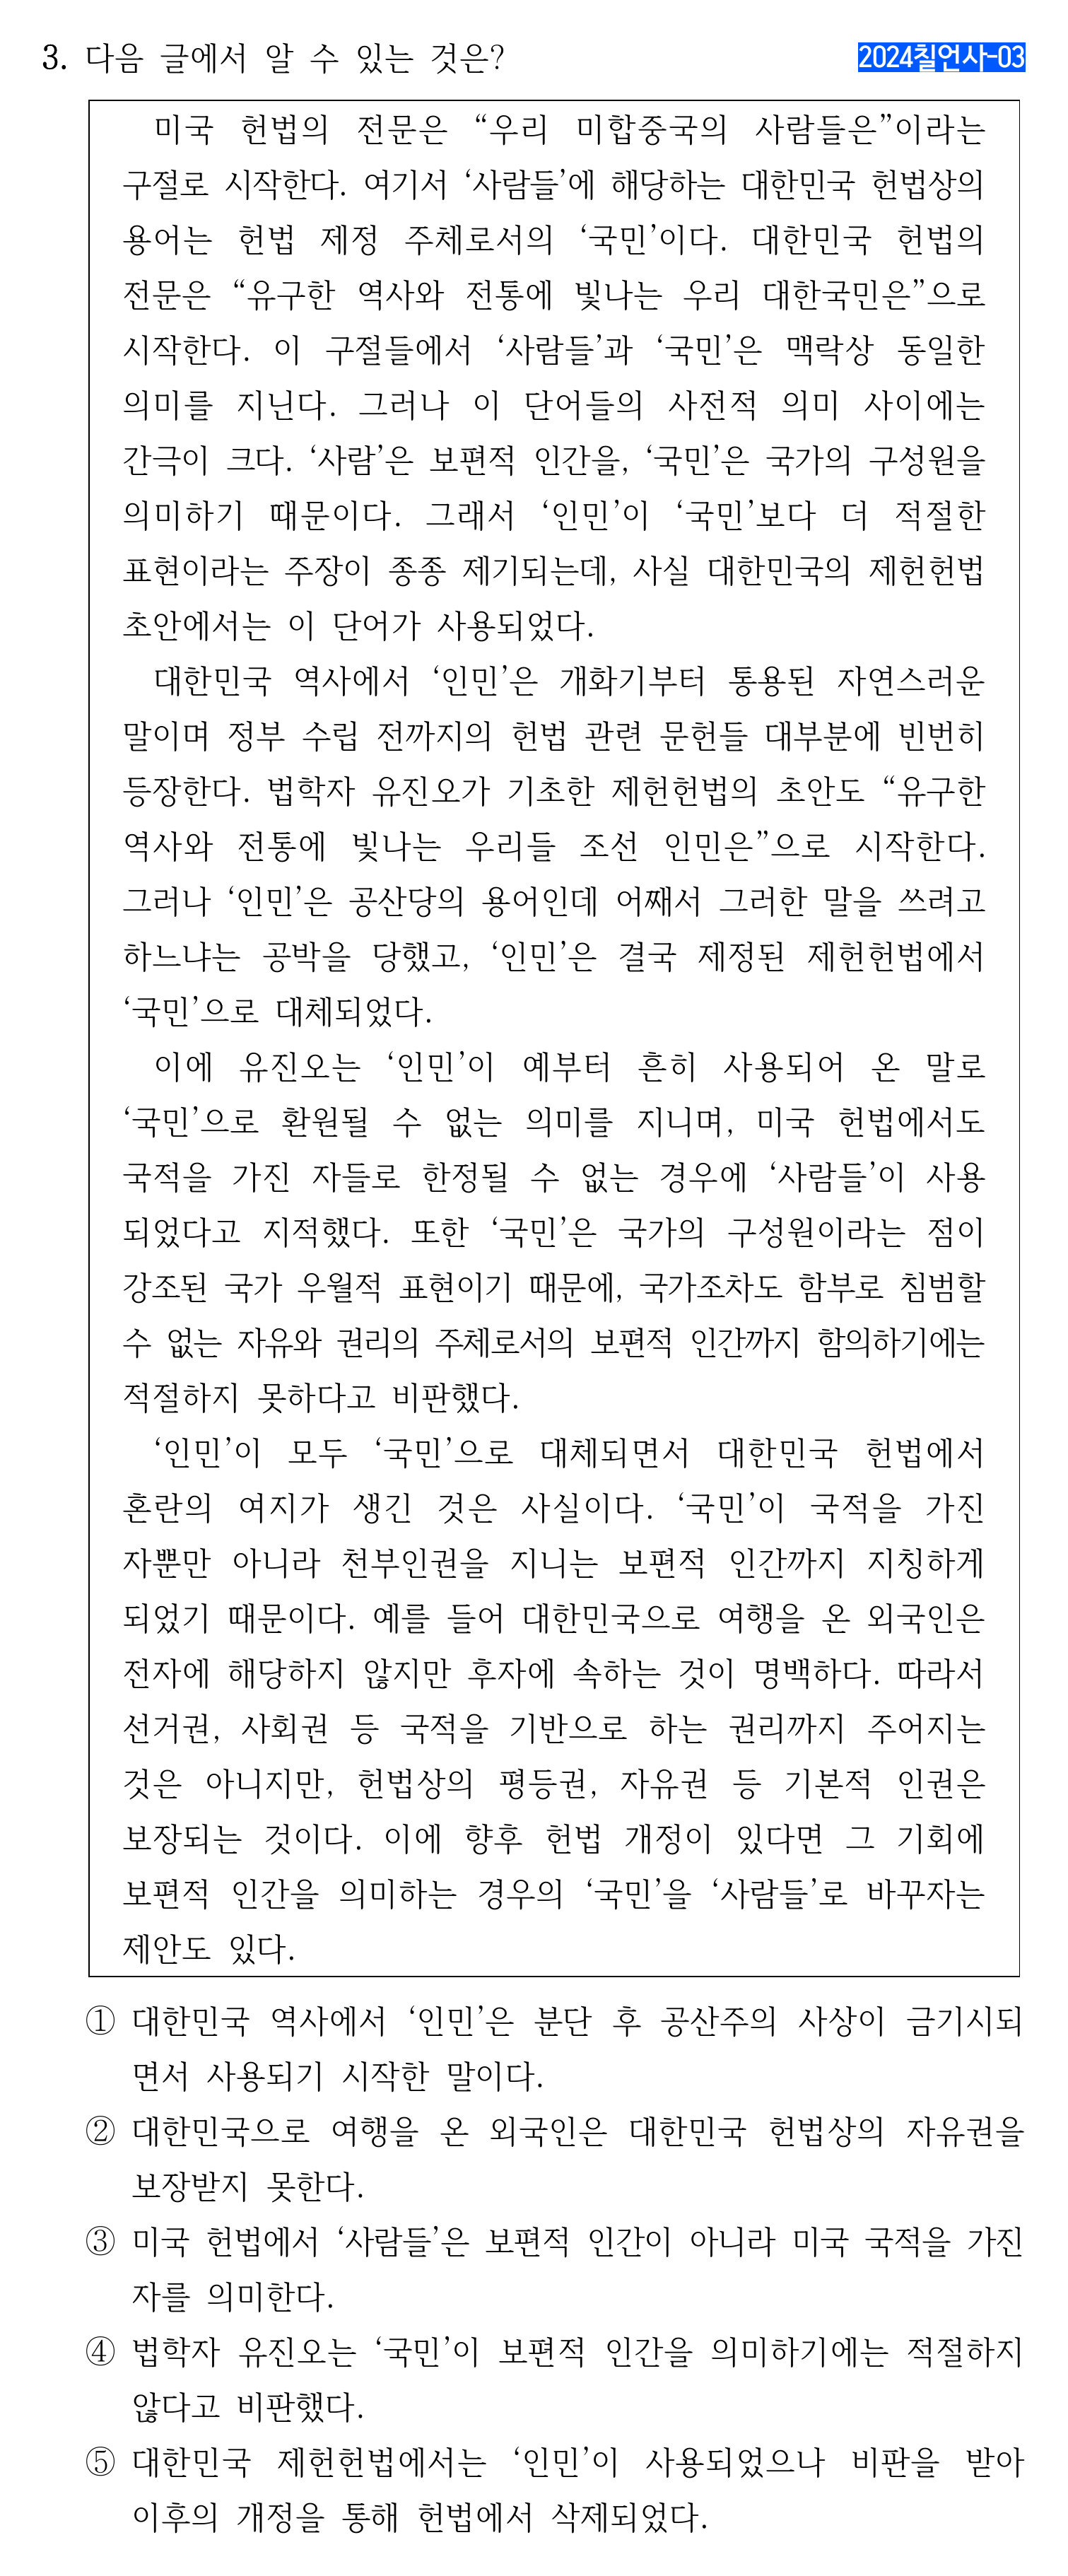 3. 다음 글에서 알 수 있는 것은?
2024칠언사-03
미국 헌법의 전문은 “우리 미합중국의 사람들은”이라는
구절로 시작한다. 여기서 ‘사람들’에 해당하는 대한민국 헌법상의
용어는 헌법 제정 주체로서의 ‘국민’이다. 대한민국 헌법의
전문은 “유구한 역사와 전통에 빛나는 우리 대한국민은”으로
시작한다. 이 구절들에서 ‘사람들’과 ‘국민’은 맥락상 동일한
의미를 지닌다. 그러나 이 단어들의 사전적 의미 사이에는
간극이 크다. ‘사람’은 보편적 인간을, ‘국민’은 국가의 구성원을
의미하기 때문이다. 그래서 ‘인민’이 ‘국민’보다 더 적절한
표현이라는 주장이 종종 제기되는데, 사실 대한민국의 제헌헌법
초안에서는 이 단어가 사용되었다.
대한민국 역사에서 ‘인민’은 개화기부터 통용된 자연스러운
말이며 정부 수립 전까지의 헌법 관련 문헌들 대부분에 빈번히
등장한다. 법학자 유진오가 기초한 제헌헌법의 초안도 “유구한
역사와 전통에 빛나는 우리들 조선 인민은”으로 시작한다.
그러나 ‘인민’은 공산당의 용어인데 어째서 그러한 말을 쓰려고
하느냐는 공박을 당했고, ‘인민’은 결국 제정된 제헌헌법에서
‘국민’으로 대체되었다.
이에 유진오는 ‘인민’이 예부터 흔히 사용되어 온 말로
‘국민’으로 환원될 수 없는 의미를 지니며, 미국 헌법에서도
국적을 가진 자들로 한정될 수 없는 경우에 ‘사람들’이 사용
되었다고 지적했다. 또한 ‘국민’은 국가의 구성원이라는 점이
강조된 국가 우월적 표현이기 때문에, 국가조차도 함부로 침범할
수 없는 자유와 권리의 주체로서의 보편적 인간까지 함의하기에는
적절하지 못하다고 비판했다.
‘인민’이 모두 ‘국민’으로 대체되면서 대한민국 헌법에서
혼란의 여지가 생긴 것은 사실이다. ‘국민’이 국적을 가진
자뿐만 아니라 천부인권을 지니는 보편적 인간까지 지칭하게
되었기 때문이다. 예를 들어 대한민국으로 여행을 온 외국인은
전자에 해당하지 않지만 후자에 속하는 것이 명백하다. 따라서
선거권, 사회권 등 국적을 기반으로 하는 권리까지 주어지는
것은 아니지만, 헌법상의 평등권, 자유권 등 기본적 인권은
보장되는 것이다. 이에 향후 헌법 개정이 있다면 그 기회에
보편적 인간을 의미하는 경우의 ‘국민’을 ‘사람들’로 바꾸자는
제안도 있다.
① 대한민국 역사에서 ‘인민’은 분단 후 공산주의 사상이 금기시되
면서 사용되기 시작한 말이다.
② 대한민국으로 여행을 온 외국인은 대한민국 헌법상의 자유권을
보장받지 못한다.
③ 미국 헌법에서 ‘사람들’은 보편적 인간이 아니라 미국 국적을 가진
자를 의미한다.
④ 법학자 유진오는 ‘국민’이 보편적 인간을 의미하기에는 적절하지
않다고 비판했다.
⑤ 대한민국 제헌헌법에서는 ‘인민’이 사용되었으나 비판을 받아
이후의 개정을 통해 헌법에서 삭제되었다.